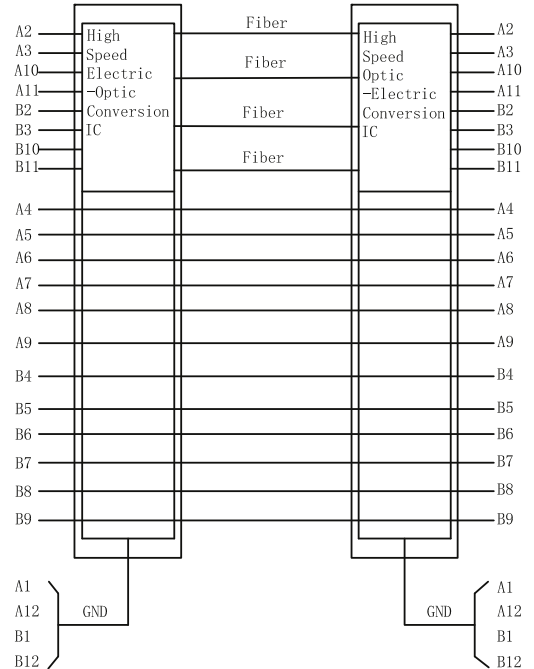 A2
A3
A10
A11
B2
B3
B10
B11
High
Speed
Electric
-Optic
Conversion
IC
Fiber
Fiber
Fiber
Fiber
High
Speed
Optic
-Electric
Conversion
IC
A2
A3
A10
A11
B2
B3
B10
B11
A4 A4
A5 A5
A6 A6
A7 A7
A8 A8
A9 A9
B4 B4
B5 B5
B6 B6
B7 B7
B8 B8
B9 B9
A1
A12
B1
B12
GND
GND
A1
A12
B1
B12